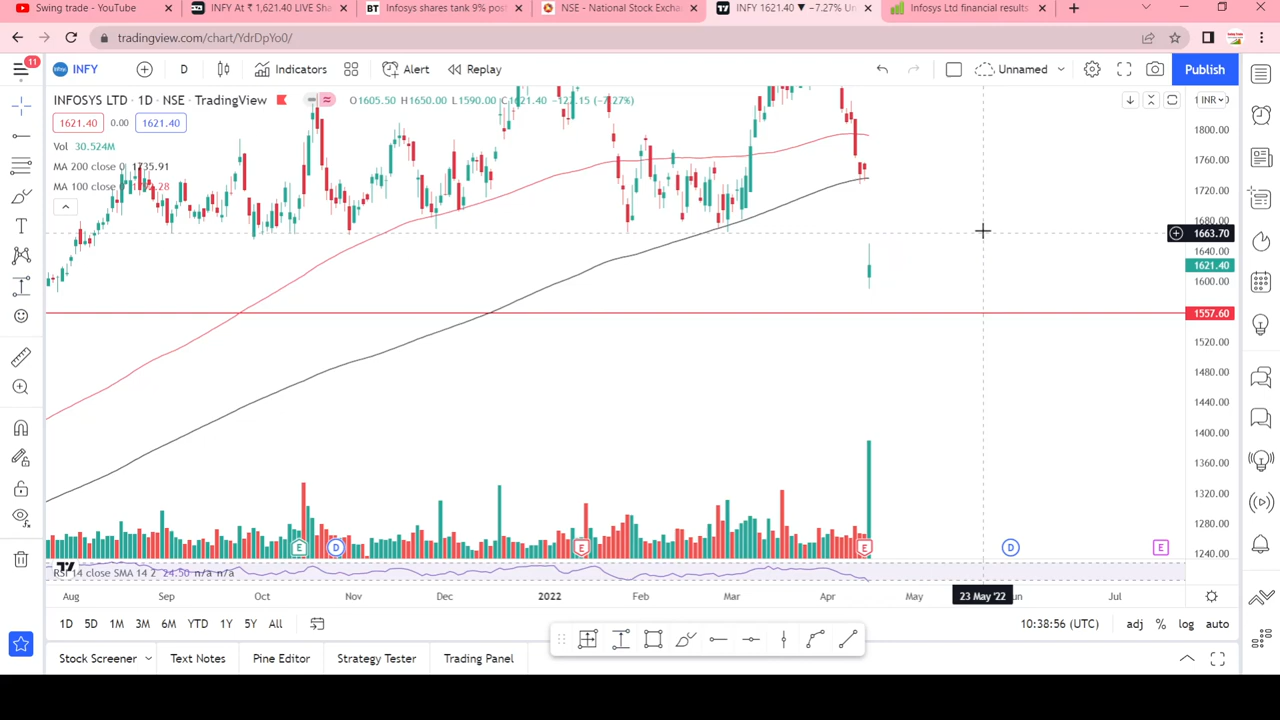 Swing trade - YouTube
INFY At ₹ 1,621.40 LIVE Sha
Infosys shares tank 9% post
NSE - National Stock Exchan
INFY 1621.40 ▼ −7.27% Un
Infosys Ltd financial results
tradingview.com/chart/YdrDpYo0/
11
INFY
D
Indicators
Alert
Replay
Unnamed
Publish
INFOSYS LTD · 1D · NSE · TradingView
O1605.50 H1650.00 L1590.00 C1621.40 −127.15 (−7.27%)
1 INR
1621.40
0.00
1621.40
Vol 30.524M
MA 200 close 0 1735.91
MA 100 close 0
1800.00
1760.00
1720.00
1680.00
1663.70
1640.00
1621.40
1600.00
1557.60
1520.00
1480.00
1440.00
1400.00
1360.00
1320.00
1280.00
1240.00
E
D
E
E
D
E
RSI 14 close SMA 14 2 24.50 n/a n/a
Aug
Sep
Oct
Nov
Dec
2022
Feb
Mar
Apr
May
23 May '22
Jul
1D
5D
1M
3M
6M
YTD
1Y
5Y
All
10:38:56 (UTC)
adj
%
log
auto
Stock Screener
Text Notes
Pine Editor
Strategy Tester
Trading Panel